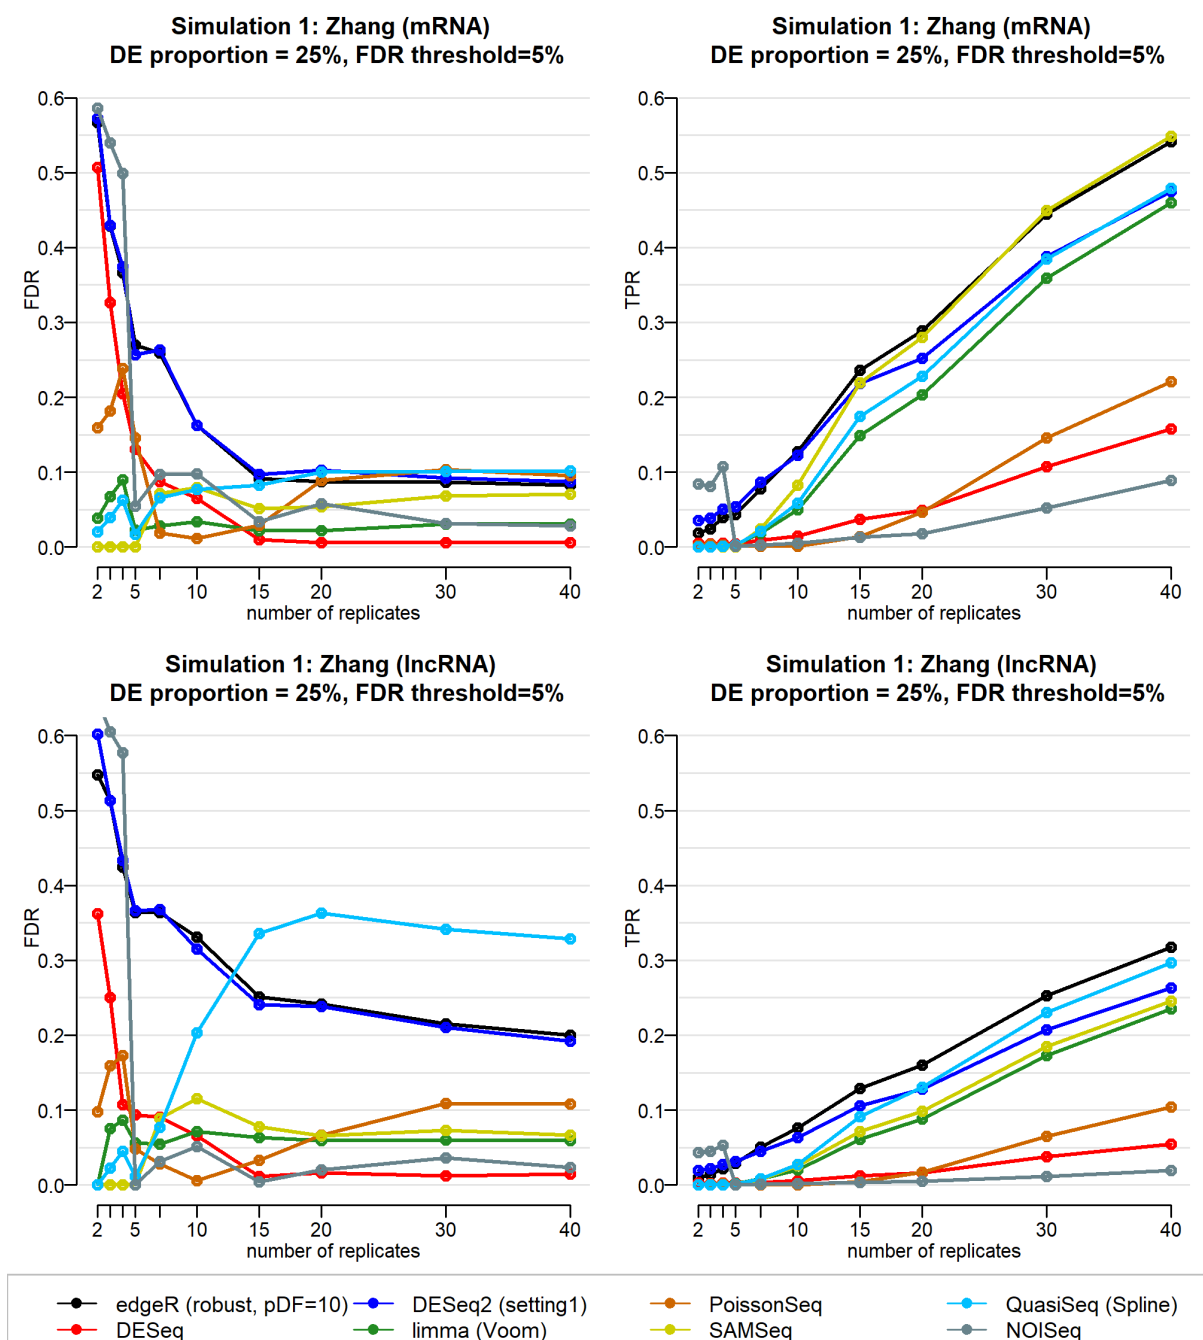 Simulation 1: Zhang (mRNA)
DE proportion = 25%, FDR threshold=5%
0.6
0.5
0.4
0.3
0.2
0.1
0.0
FDR
2
5
10
15
20
30
40
number of replicates
Simulation 1: Zhang (mRNA)
DE proportion = 25%, FDR threshold=5%
0.6
0.5
0.4
0.3
0.2
0.1
0.0
TPR
2
5
10
15
20
30
40
number of replicates
Simulation 1: Zhang (lncRNA)
DE proportion = 25%, FDR threshold=5%
0.6
0.5
0.4
0.3
0.2
0.1
0.0
FDR
2
5
10
15
20
30
40
number of replicates
Simulation 1: Zhang (lncRNA)
DE proportion = 25%, FDR threshold=5%
0.6
0.5
0.4
0.3
0.2
0.1
0.0
TPR
2
5
10
15
20
30
40
number of replicates
edgeR (robust, pDF=10)
DESeq2 (setting1)
PoissonSeq
QuasiSeq (Spline)
DESeq
limma (Voom)
SAMSeq
NOISeq